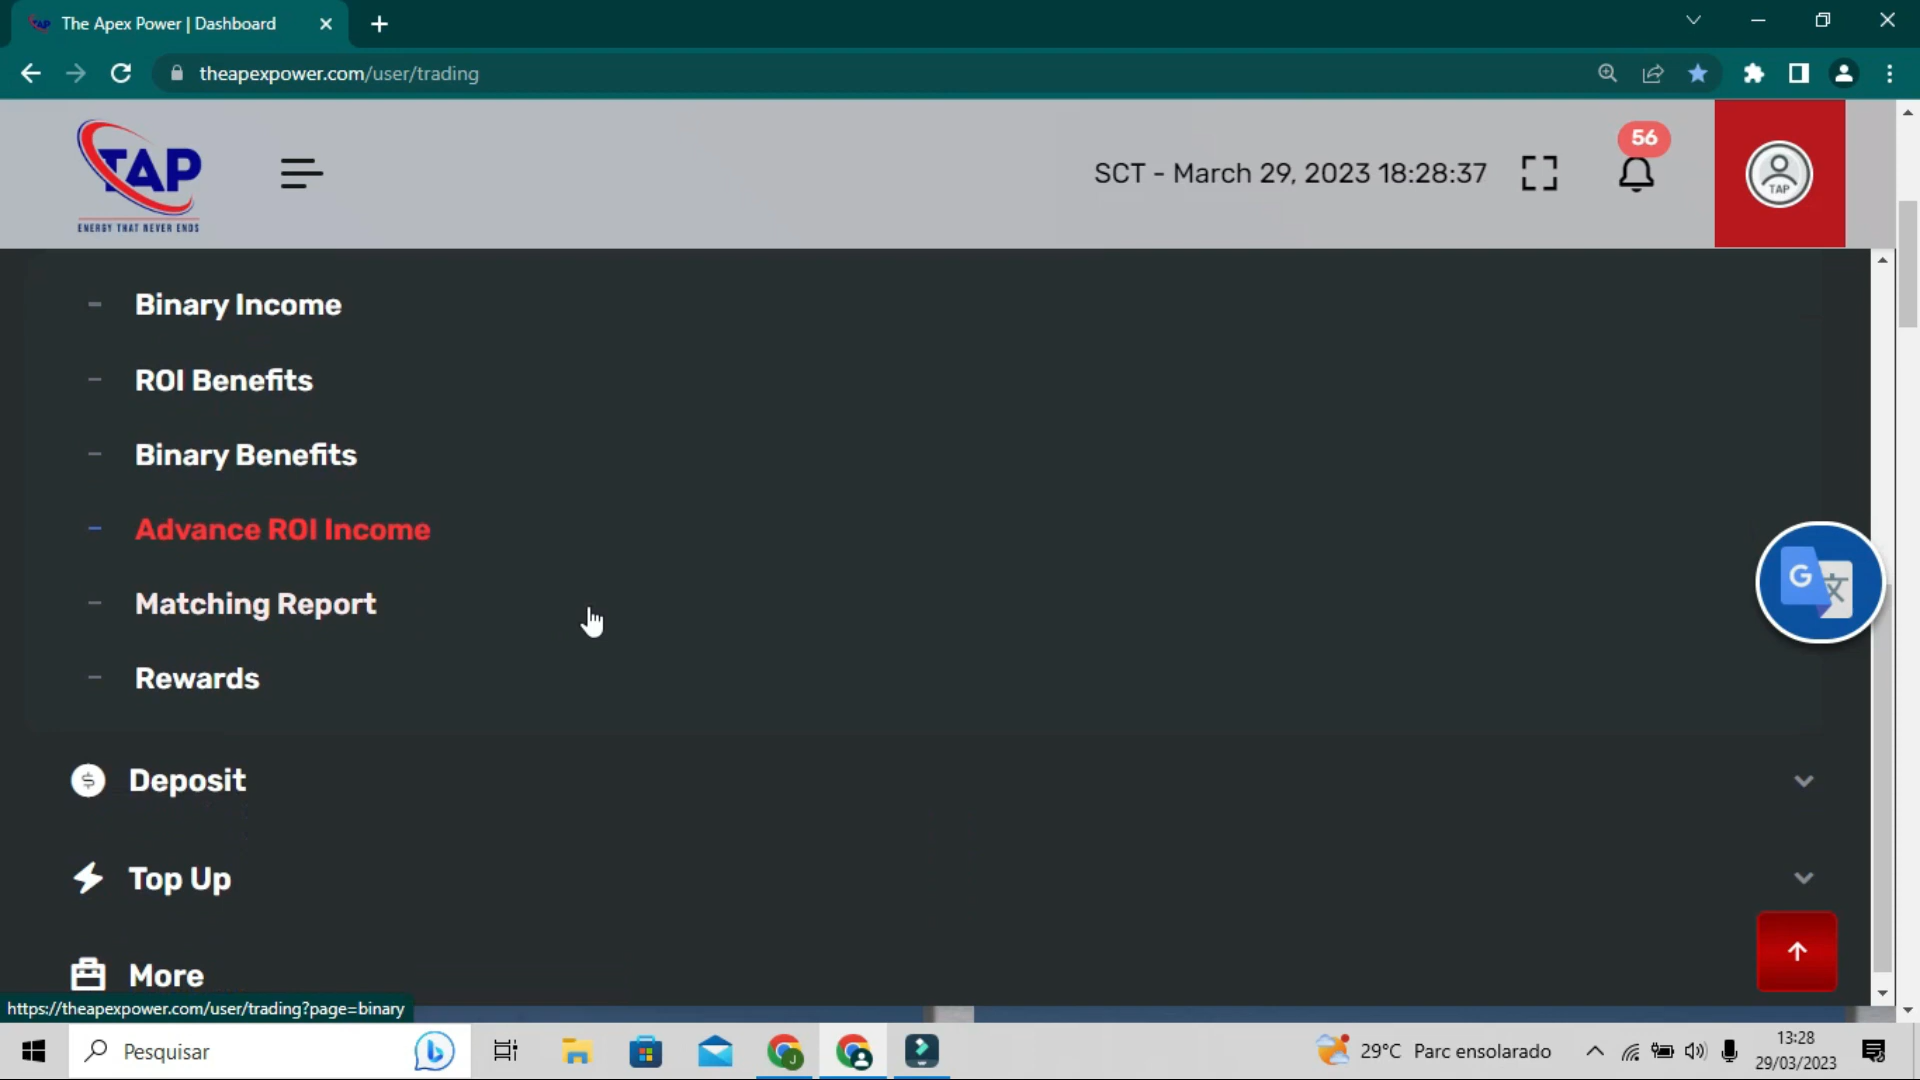 The Apex Power | Dashboard
theapexpower.com/user/trading
TAP
ENERGY THAT NEVER ENDS
SCT - March 29, 2023 18:28:37
56
TAP
Binary Income
ROI Benefits
Binary Benefits
Advance ROI Income
Matching Report
Rewards
G 文
Deposit
Top Up
More
https://theapexpower.com/user/trading?page=binary
Pesquisar
29°C Parc ensolarado
13:28
29/03/2023